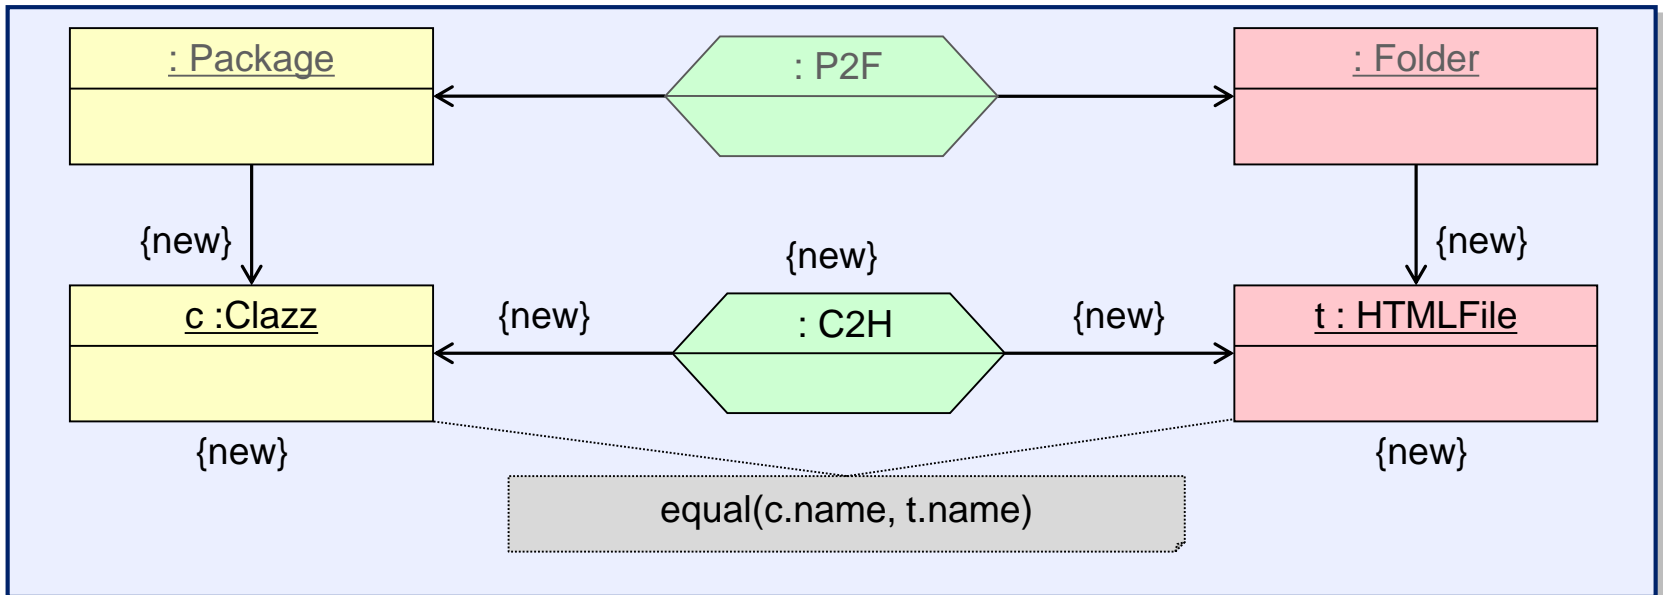 : Package
: P2F
: Folder
{new}
{new}
{new}
c :Clazz
{new}
: C2H
{new}
t : HTMLFile
{new}
{new}
equal(c.name, t.name)